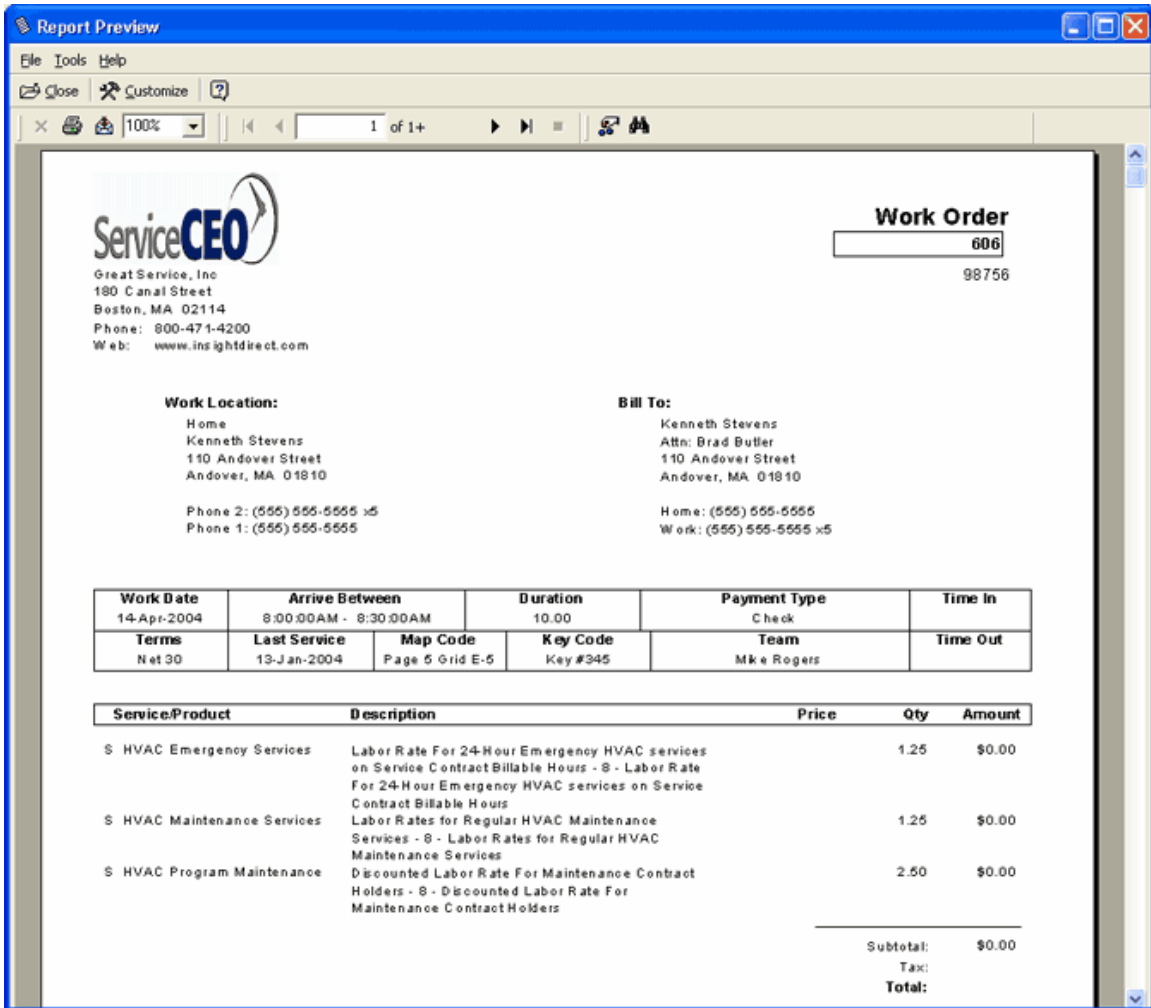 Report Preview
File Tools Help
Close Customize
100% 1 of 1+
ServiceCEO
Work Order
606
98756
Great Service, Inc
180 Canal Street
Boston, MA 02114
Phone: 800-471-4200
Web: www.insightdirect.com
Work Location:
Home
Kenneth Stevens
110 Andover Street
Andover, MA 01810
Phone 2: (555) 555-5555 x5
Phone 1: (555) 555-5555
Bill To:
Kenneth Stevens
Attn: Brad Butler
110 Andover Street
Andover, MA 01810
Home: (555) 555-5555
Work: (555) 555-5555 x5
Work Date Arrive Between Duration Payment Type Time In
14-Apr-2004 8:00:00AM - 8:30:00AM 10.00 Check
Terms Last Service Map Code Key Code Team Time Out
Net 30 13-Jan-2004 Page 5 Grid E-5 Key #345 Mike Rogers
Service/Product Description Price Qty Amount
S HVAC Emergency Services Labor Rate For 24-Hour Emergency HVAC services 1.25 $0.00
on Service Contract Billable Hours - 8 - Labor Rate
For 24-Hour Emergency HVAC services on Service
Contract Billable Hours
S HVAC Maintenance Services Labor Rates for Regular HVAC Maintenance 1.25 $0.00
Services - 8 - Labor Rates for Regular HVAC
Maintenance Services
S HVAC Program Maintenance Discounted Labor Rate For Maintenance Contract 2.50 $0.00
Holders - 8 - Discounted Labor Rate For
Maintenance Contract Holders
Subtotal: $0.00
Tax:
Total: